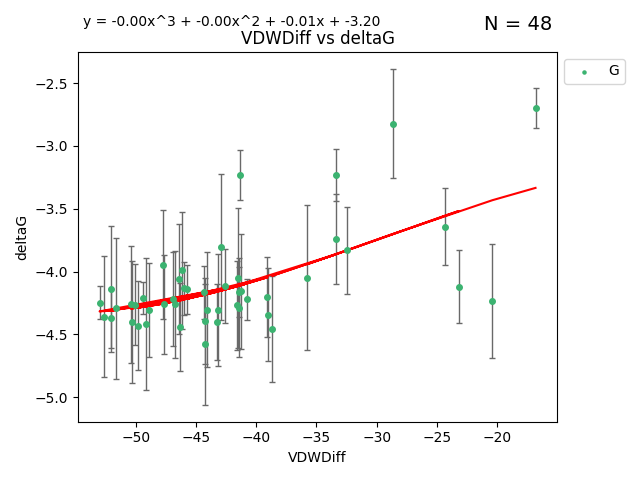 y = -0.00x^3 + -0.00x^2 + -0.01x + -3.20
N = 48
VDWDiff vs deltaG
G
deltaG
−2.5
−3.0
−3.5
−4.0
−4.5
−5.0
−50 −45 −40 −35 −30 −25 −20
VDWDiff